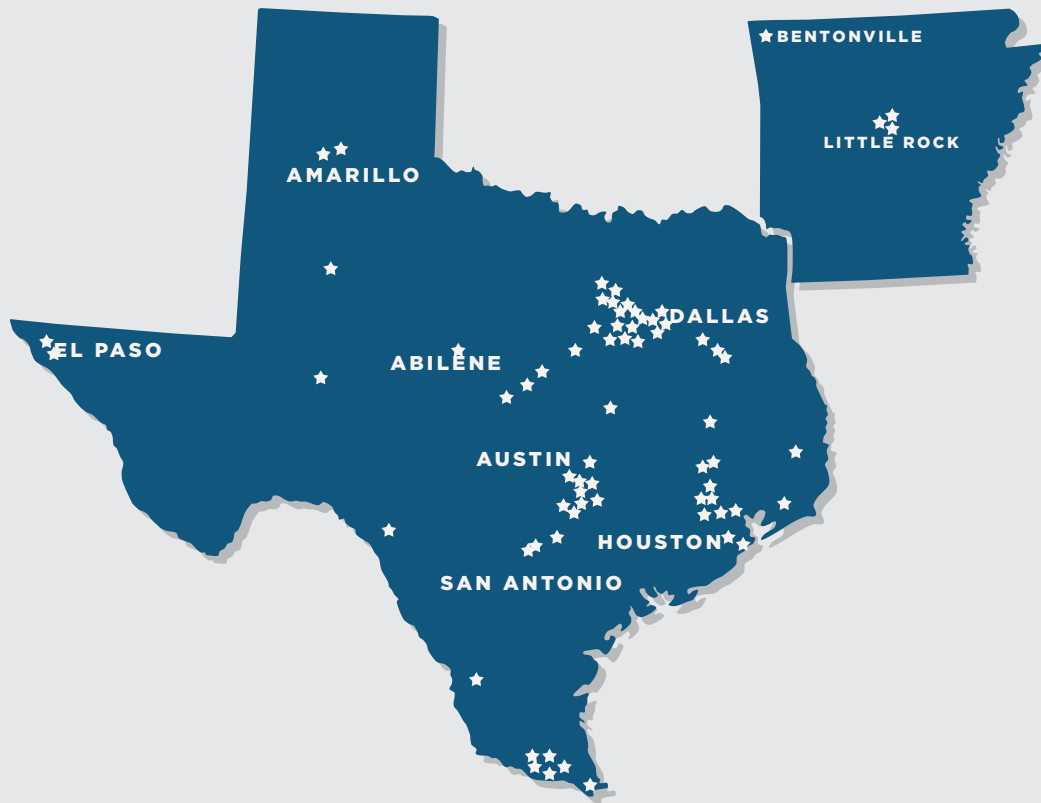 BENTONVILLE
LITTLE ROCK
AMARILLO
DALLAS
EL PASO
ABILENE
AUSTIN
HOUSTON
SAN ANTONIO